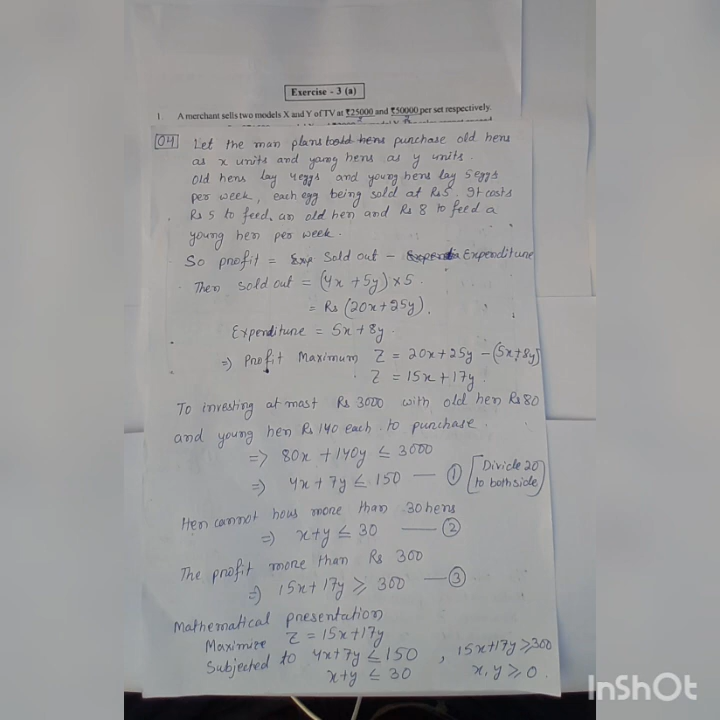 Exercise - 3 (a)
1. A merchant sells two models X and Y of TV at ₹25000 and ₹50000 per set respectively.
04 Let the man plans purchase old hens
as x units and yang hens as y units.
Old hens lay 4eggs and young hens lay 5eggs
per week, each egg being sold at Rs5. It costs
Rs 5 to feed an old hen and Rs 8 to feed a
young hen per week.
So profit = Sold out - Expenditure
Then sold out = (4x + 5y) × 5
= Rs (20x + 25y).
Expenditure = 5x + 8y.
⇒ Profit Maximum Z = 20x + 25y - (5x + 8y)
Z = 15x + 17y.
To investing at mast Rs 3000 with old hen Rs 80
and young hen Rs 140 each to purchase.
⇒ 80x + 140y ≤ 3000
⇒ 4x + 7y ≤ 150 — ① [Divide 20 to both side]
Hen cannot hous more than 30 hens
⇒ x + y ≤ 30 — ②
The profit more than Rs 300
⇒ 15x + 17y ≥ 300 — ③
Mathematical presentation
Maximize Z = 15x + 17y
Subjected to 4x + 7y ≤ 150 , 15x + 17y ≥ 300
x + y ≤ 30 x, y ≥ 0.
InShOt